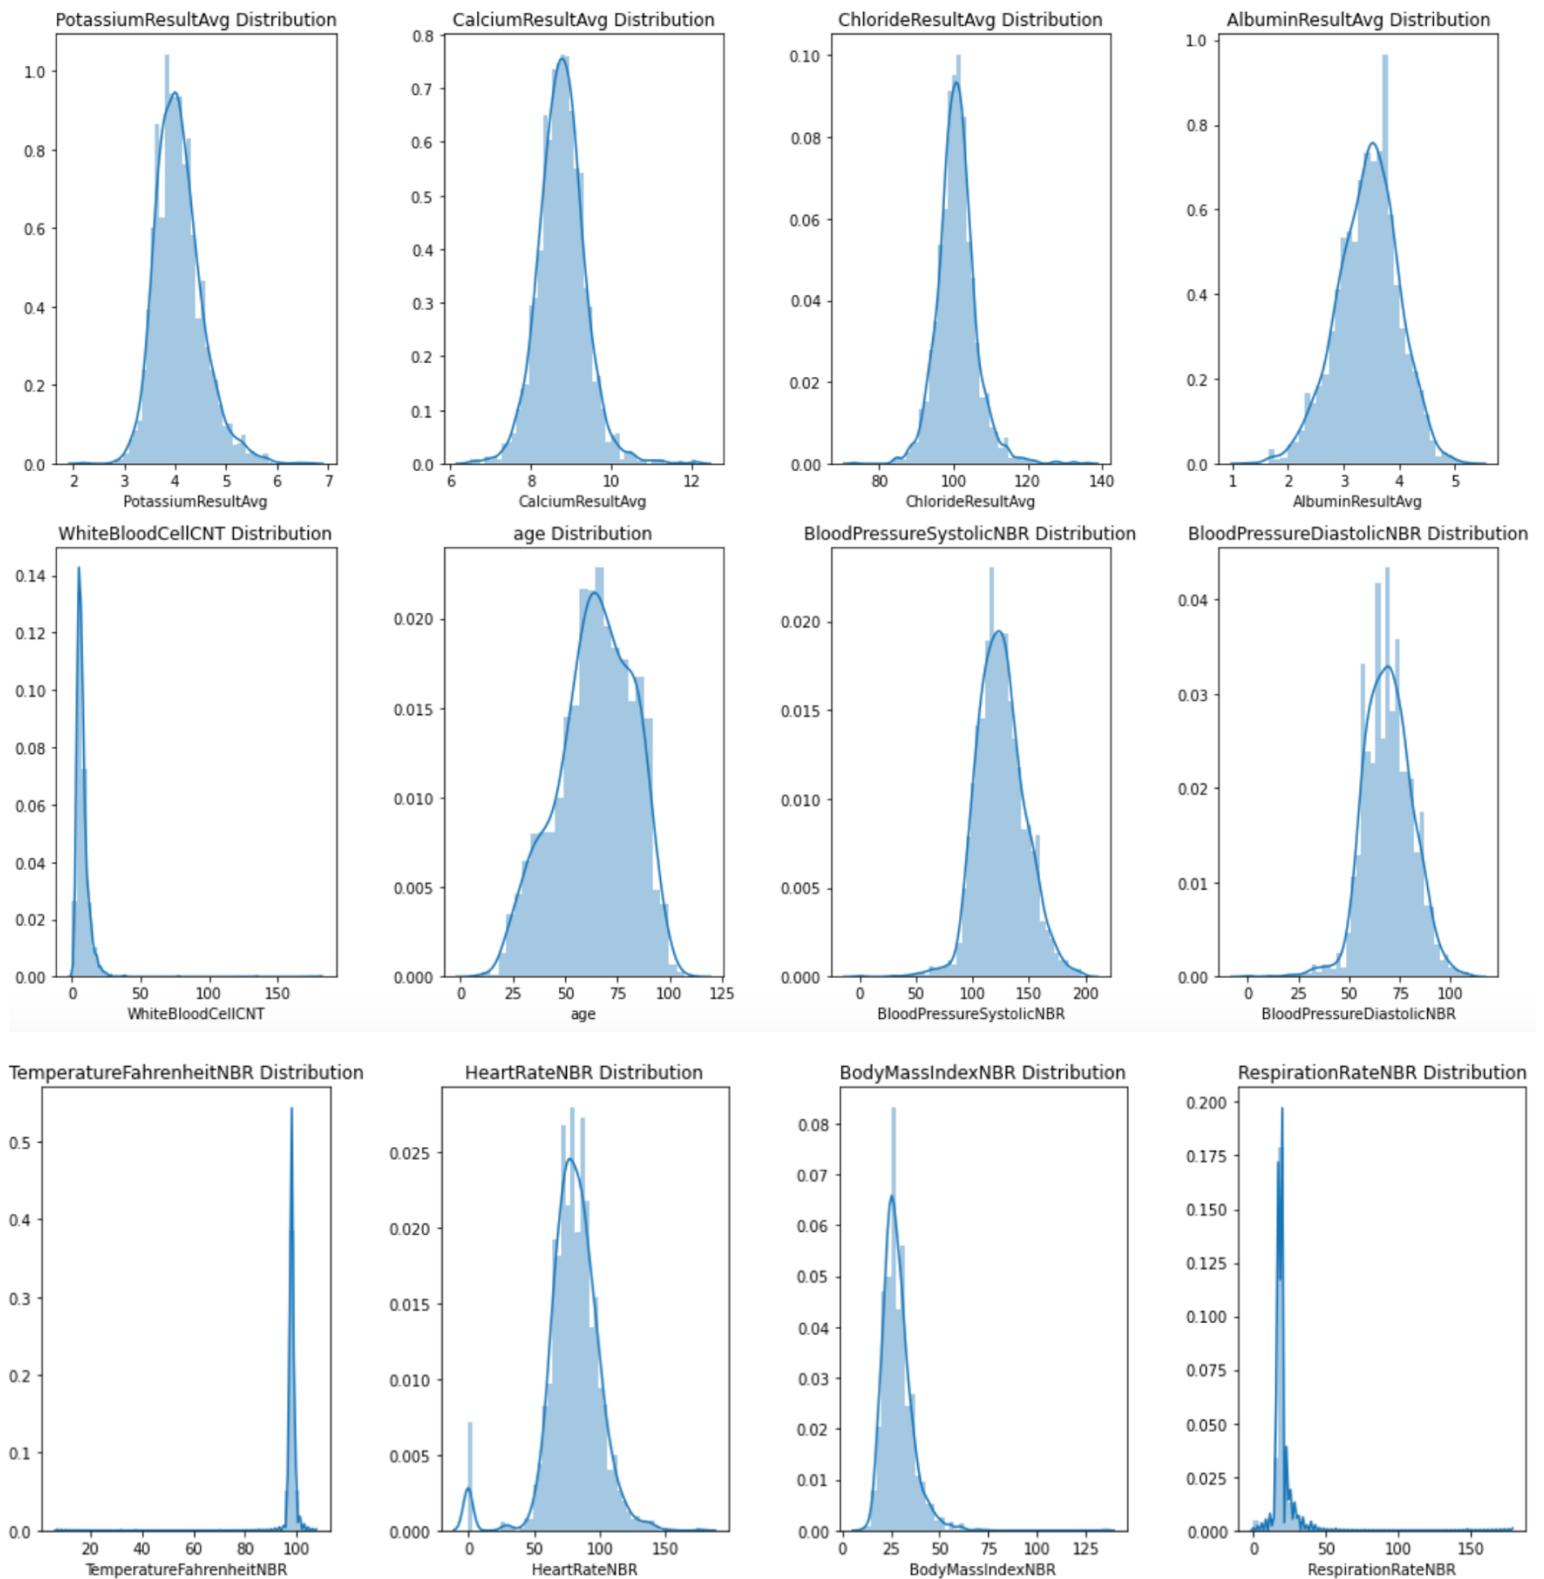 PotassiumResultAvg Distribution
1.0
0.8
0.6
0.4
0.2
0.0
2 3 4 5 6 7
PotassiumResultAvg
CalciumResultAvg Distribution
0.8
0.7
0.6
0.5
0.4
0.3
0.2
0.1
0.0
6 8 10 12
CalciumResultAvg
ChlorideResultAvg Distribution
0.10
0.08
0.06
0.04
0.02
0.00
80 100 120 140
ChlorideResultAvg
AlbuminResultAvg Distribution
1.0
0.8
0.6
0.4
0.2
0.0
1 2 3 4 5
AlbuminResultAvg
WhiteBloodCellCNT Distribution
0.14
0.12
0.10
0.08
0.06
0.04
0.02
0.00
0 50 100 150
WhiteBloodCellCNT
age Distribution
0.020
0.015
0.010
0.005
0.000
0 25 50 75 100 125
age
BloodPressureSystolicNBR Distribution
0.020
0.015
0.010
0.005
0.000
0 50 100 150 200
BloodPressureSystolicNBR
BloodPressureDiastolicNBR Distribution
0.04
0.03
0.02
0.01
0.00
0 25 50 75 100
BloodPressureDiastolicNBR
TemperatureFahrenheitNBR Distribution
0.5
0.4
0.3
0.2
0.1
0.0
20 40 60 80 100
TemperatureFahrenheitNBR
HeartRateNBR Distribution
0.025
0.020
0.015
0.010
0.005
0.000
0 50 100 150
HeartRateNBR
BodyMassIndexNBR Distribution
0.08
0.07
0.06
0.05
0.04
0.03
0.02
0.01
0.00
0 25 50 75 100 125
BodyMassIndexNBR
RespirationRateNBR Distribution
0.200
0.175
0.150
0.125
0.100
0.075
0.050
0.025
0.000
0 50 100 150
RespirationRateNBR